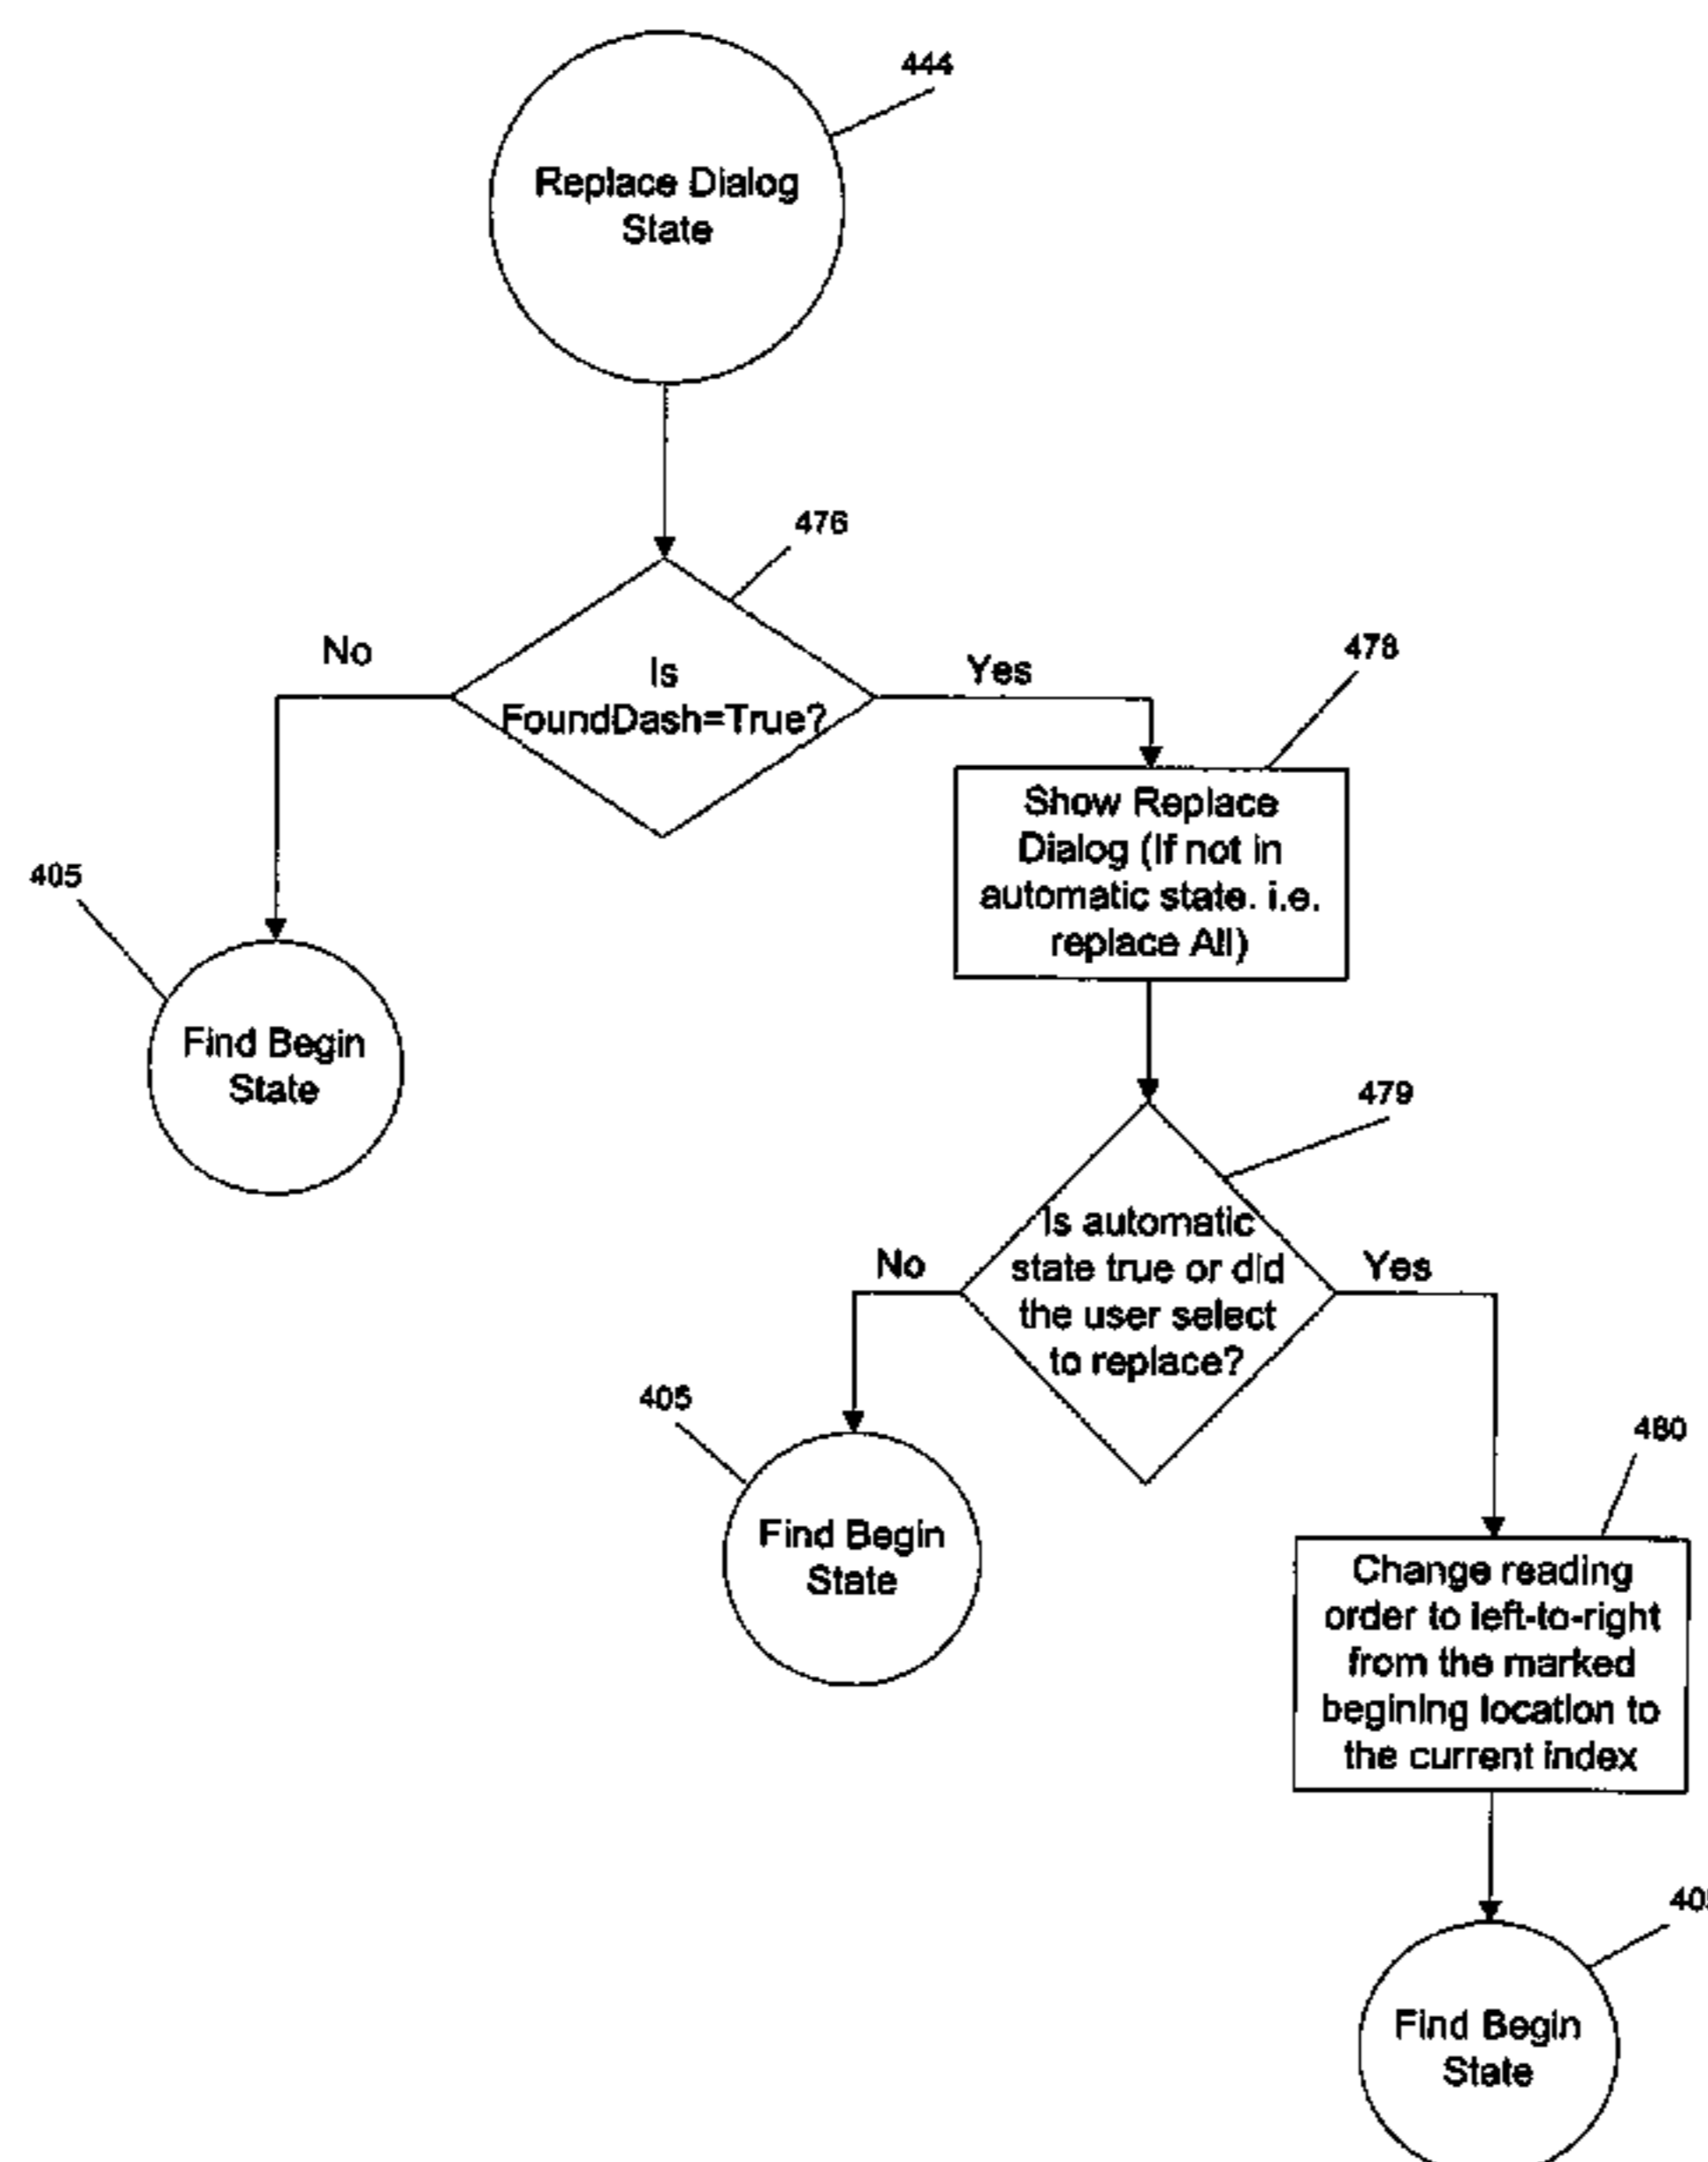 444
Replace Dialog
State
476
No
Is
FoundDash=True?
Yes
478
Show Replace
Dialog (If not in
automatic state. i.e.
replace All)
405
Find Begin
State
479
Is automatic
state true or did
the user select
to replace?
No
Yes
405
Find Begin
State
480
Change reading
order to left-to-right
from the marked
begining location to
the current index
Find Begin
State